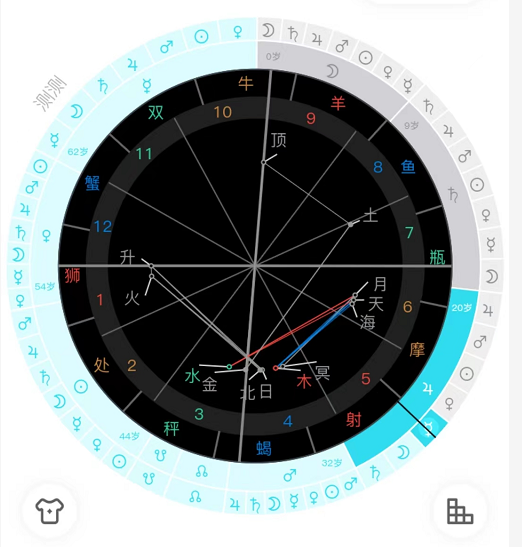 测测
0岁
牛
羊
双
10
9
9岁
顶
62岁
11
8
鱼
蟹
土
12
7
瓶
升
狮
月
54岁
火
天
1
6
20岁
海
摩
处
2
水
金
冥
木
5
北
日
射
秤
3
4
44岁
蝎
32岁